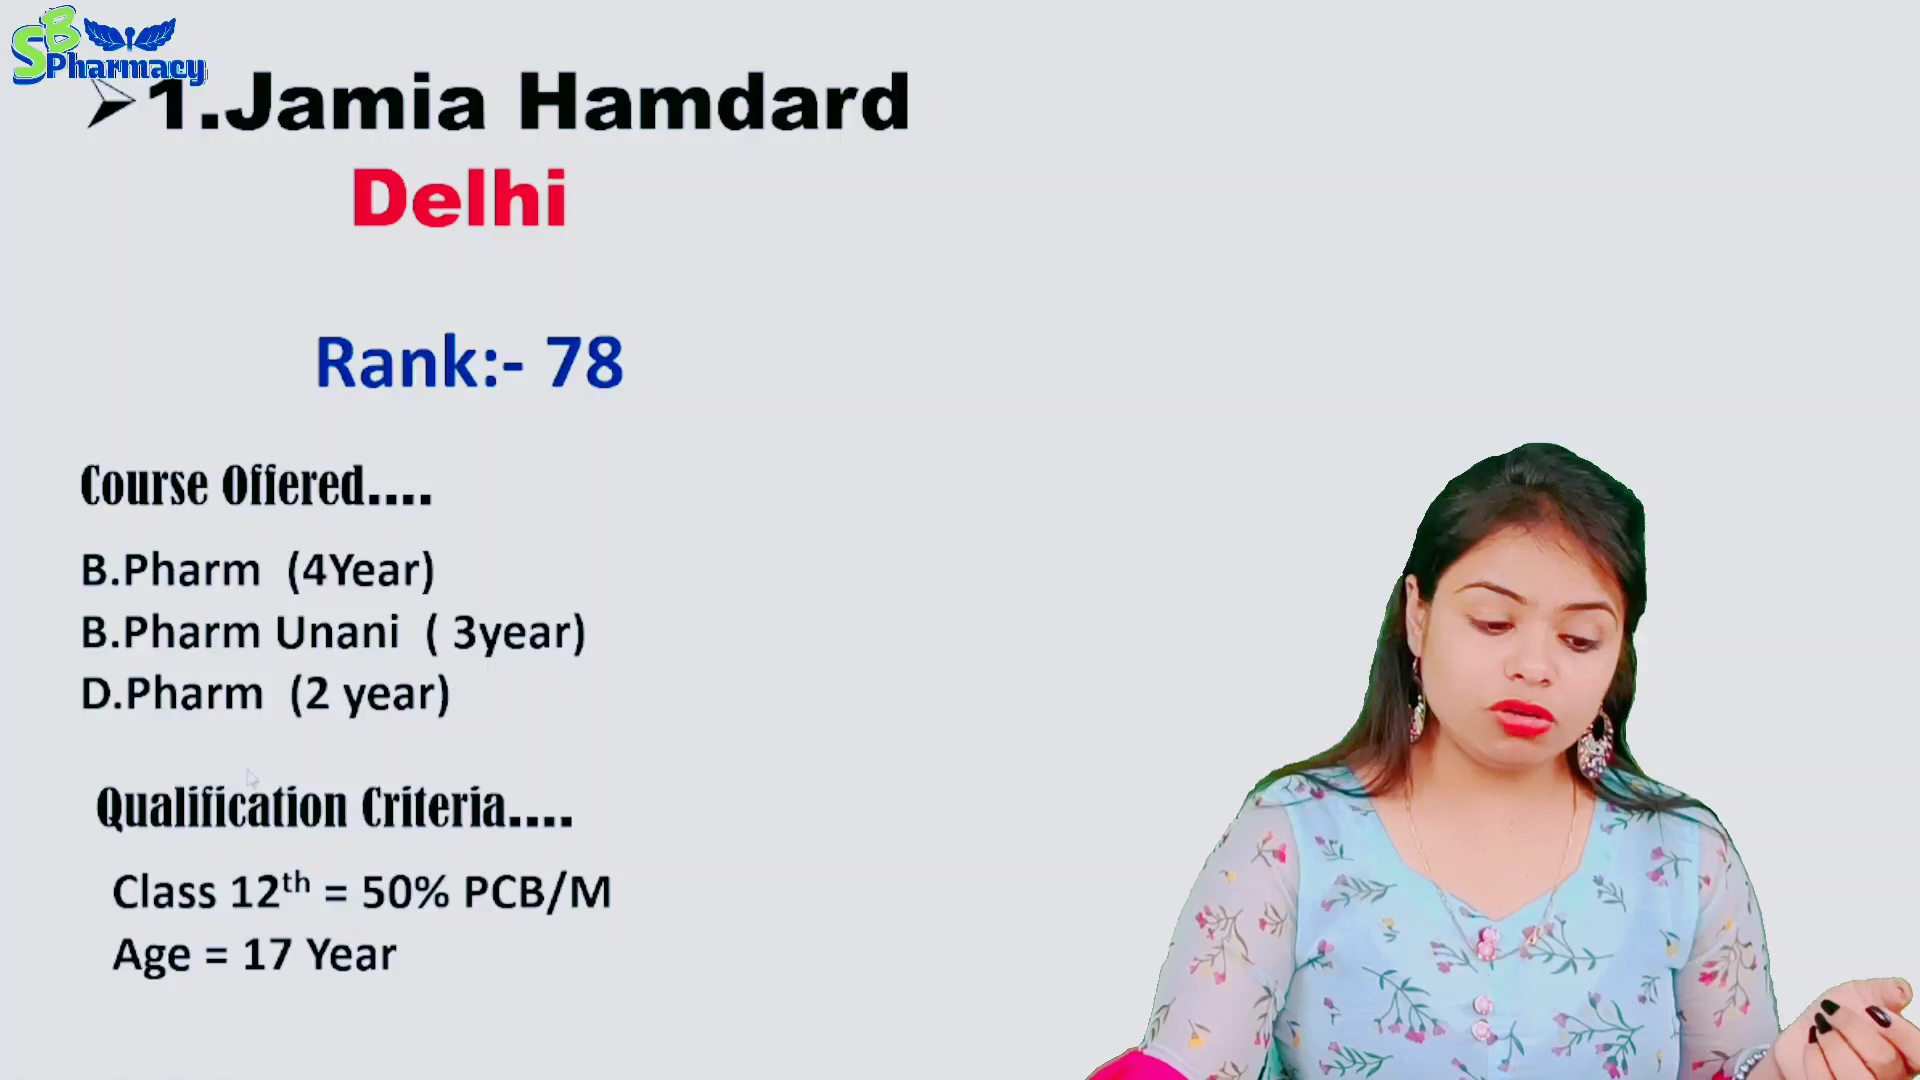 SB
Pharmacy
1.Jamia Hamdard
Delhi
Rank:- 78
Course Offered....
B.Pharm (4Year)
B.Pharm Unani ( 3year)
D.Pharm (2 year)
Qualification Criteria....
Class 12th = 50% PCB/M
Age = 17 Year